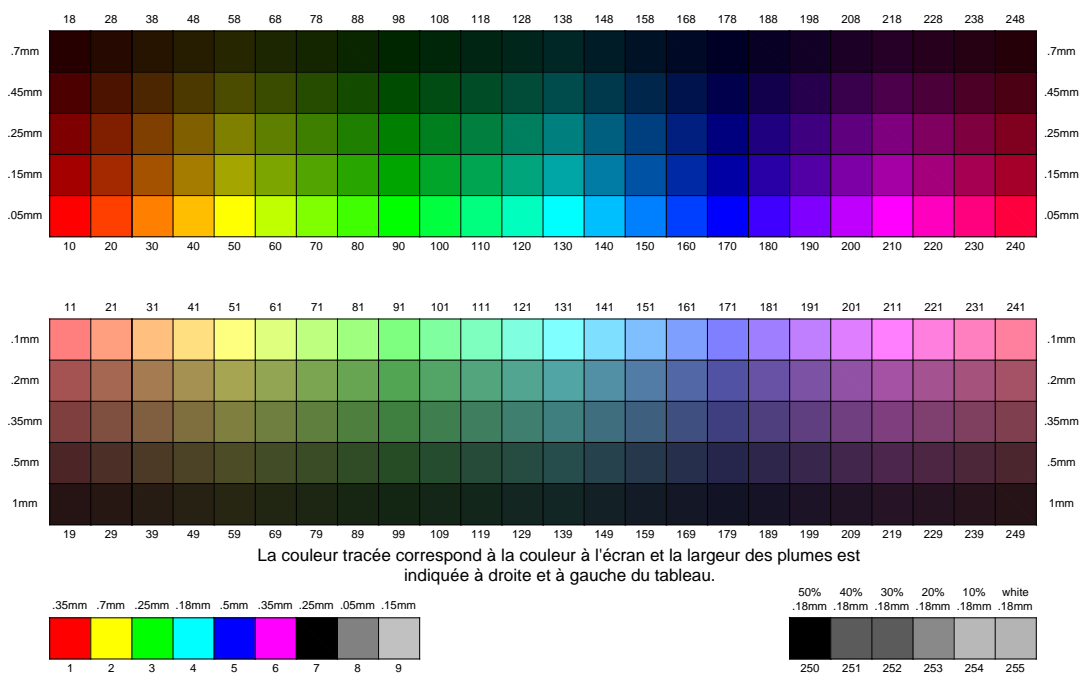 18 28 38 48 58 68 78 88 98 108 118 128 138 148 158 168 178 188 198 208 218 228 238 248
.7mm .7mm
.45mm .45mm
.25mm .25mm
.15mm .15mm
.05mm .05mm
10 20 30 40 50 60 70 80 90 100 110 120 130 140 150 160 170 180 190 200 210 220 230 240
11 21 31 41 51 61 71 81 91 101 111 121 131 141 151 161 171 181 191 201 211 221 231 241
.1mm .1mm
.2mm .2mm
.35mm .35mm
.5mm .5mm
1mm 1mm
19 29 39 49 59 69 79 89 99 109 119 129 139 149 159 169 179 189 199 209 219 229 239 249
La couleur tracée correspond à la couleur à l'écran et la largeur des plumes est
indiquée à droite et à gauche du tableau.
50% 40% 30% 20% 10% white
.35mm .7mm .25mm .18mm .5mm .35mm .25mm .05mm .15mm .18mm .18mm .18mm .18mm .18mm .18mm
1 2 3 4 5 6 7 8 9 250 251 252 253 254 255